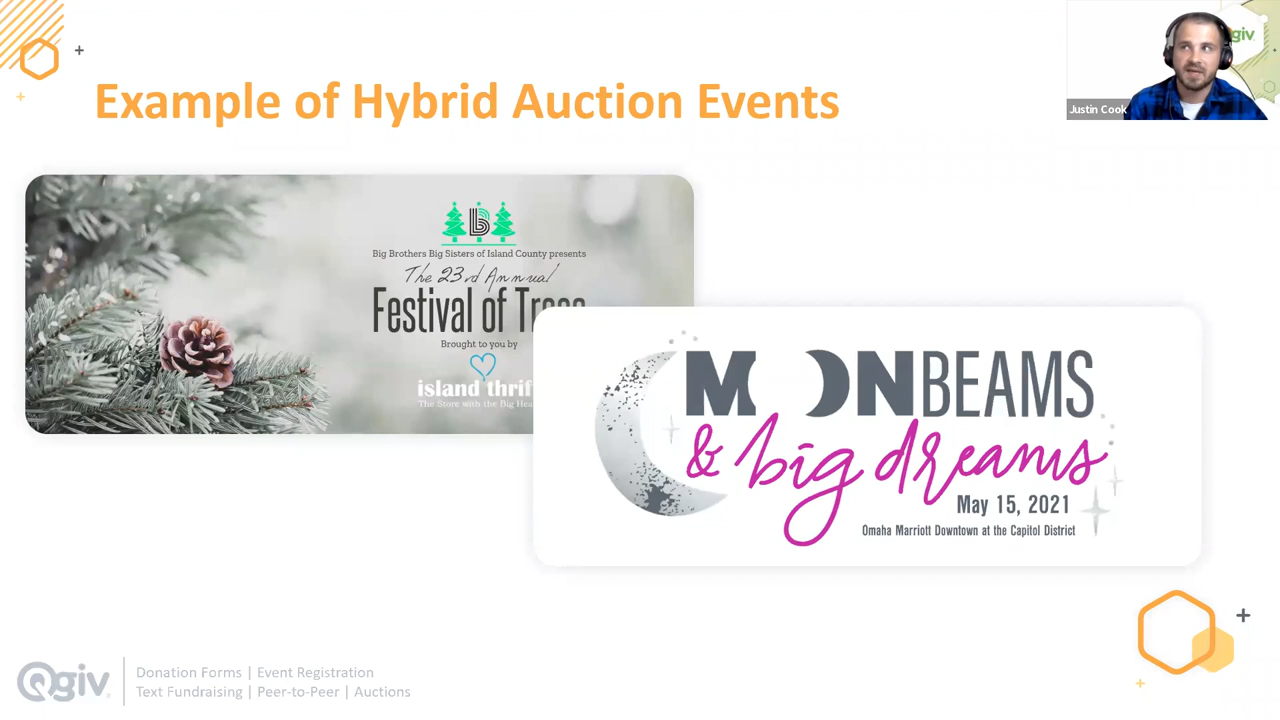 Example of Hybrid Auction Events
giv
Justin Cook
Big Brothers Big Sisters of Island County presents
The 23rd Annual
Festival of Trees
Brought to you by
island thrif
The Store with the Big Hea
MOONBEAMS
& big dreams
May 15, 2021
Omaha Marriott Downtown at the Capitol District
Qgiv
Donation Forms | Event Registration
Text Fundraising | Peer-to-Peer | Auctions